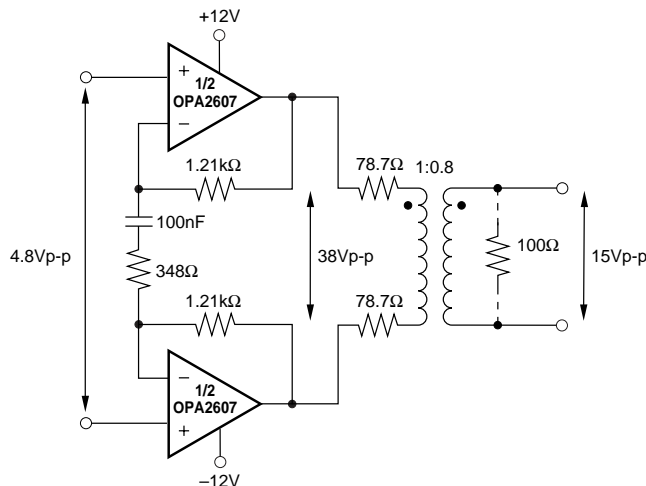 +12V
+
1/2
OPA2607
−
1.21kΩ
78.7Ω
1:0.8
100nF
4.8Vp-p
348Ω
38Vp-p
100Ω
15Vp-p
1.21kΩ
78.7Ω
−
1/2
OPA2607
+
–12V